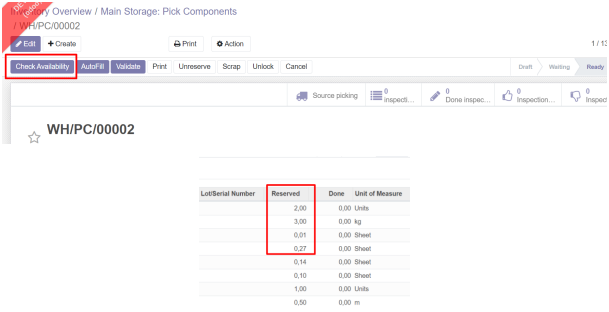 Inventory Overview / Main Storage: Pick Components
/ WH/PC/00002
Edit + Create Print Action 1 / 13
Check Availability AutoFill Validate Print Unreserve Scrap Unlock Cancel Draft Waiting Ready
Source picking 0 Inspecti... 0 Done inspec... 0 Inspection... 0 Inspect
WH/PC/00002
Lot/Serial Number Reserved Done Unit of Measure
2,00 0,00 Units
3,00 0,00 kg
0,01 0,00 Sheet
0,27 0,00 Sheet
0,14 0,00 Sheet
0,10 0,00 Sheet
1,00 0,00 Units
0,50 0,00 m